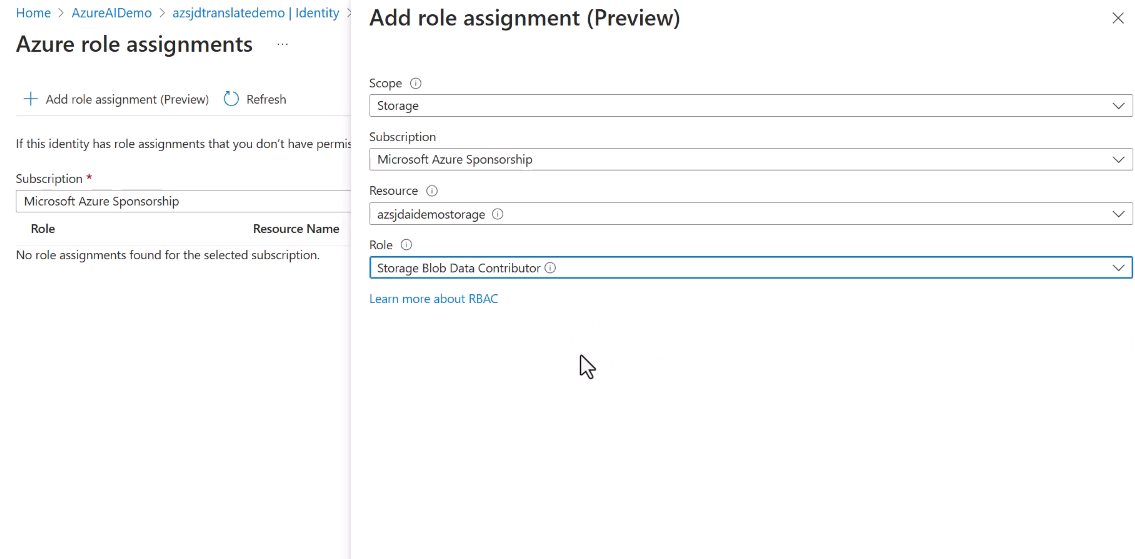 Home > AzureAIDemo > azsjdtranslatedemo | Identity >
Azure role assignments ...
+ Add role assignment (Preview) Refresh
If this identity has role assignments that you don't have permis
Subscription *
Microsoft Azure Sponsorship
Role Resource Name
No role assignments found for the selected subscription.
Add role assignment (Preview)
Scope
Storage
Subscription
Microsoft Azure Sponsorship
Resource
azsjdaidemostorage
Role
Storage Blob Data Contributor
Learn more about RBAC